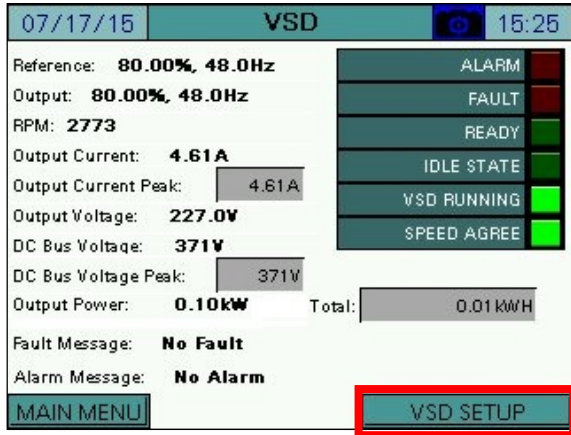 07/17/15 VSD 15:25
Reference: 80.00%, 48.0Hz
ALARM
Output: 80.00%, 48.0Hz
FAULT
RPM: 2773
READY
Output Current: 4.61A
IDLE STATE
Output Current Peak: 4.61A
VSD RUNNING
Output Voltage: 227.0V
SPEED AGREE
DC Bus Voltage: 371V
DC Bus Voltage Peak: 371V
Output Power: 0.10kW Total: 0.01kWH
Fault Message: No Fault
Alarm Message: No Alarm
MAIN MENU VSD SETUP